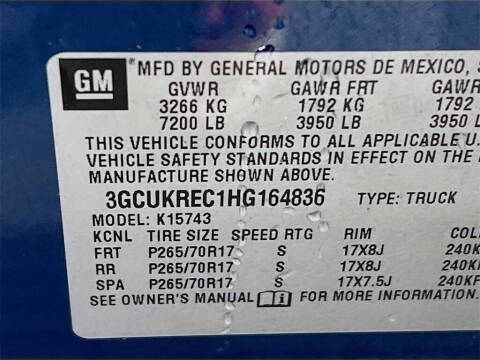 GM ® MFD BY GENERAL MOTORS DE MEXICO, S
GVWR GAWR FRT GAWR
3266 KG 1792 KG 1792
7200 LB 3950 LB 3950
THIS VEHICLE CONFORMS TO ALL APPLICABLE U.
VEHICLE SAFETY STANDARDS IN EFFECT ON THE
MANUFACTURE SHOWN ABOVE.
3GCUKREC1HG164836 TYPE: TRUCK
MODEL: K15743
KCNL TIRE SIZE SPEED RTG RIM COL
FRT P265/70R17 S 17X8J 240K
RR P265/70R17 S 17X8J 240K
SPA P265/70R17 S 17X7.5J 240KP
SEE OWNER'S MANUAL FOR MORE INFORMATION.